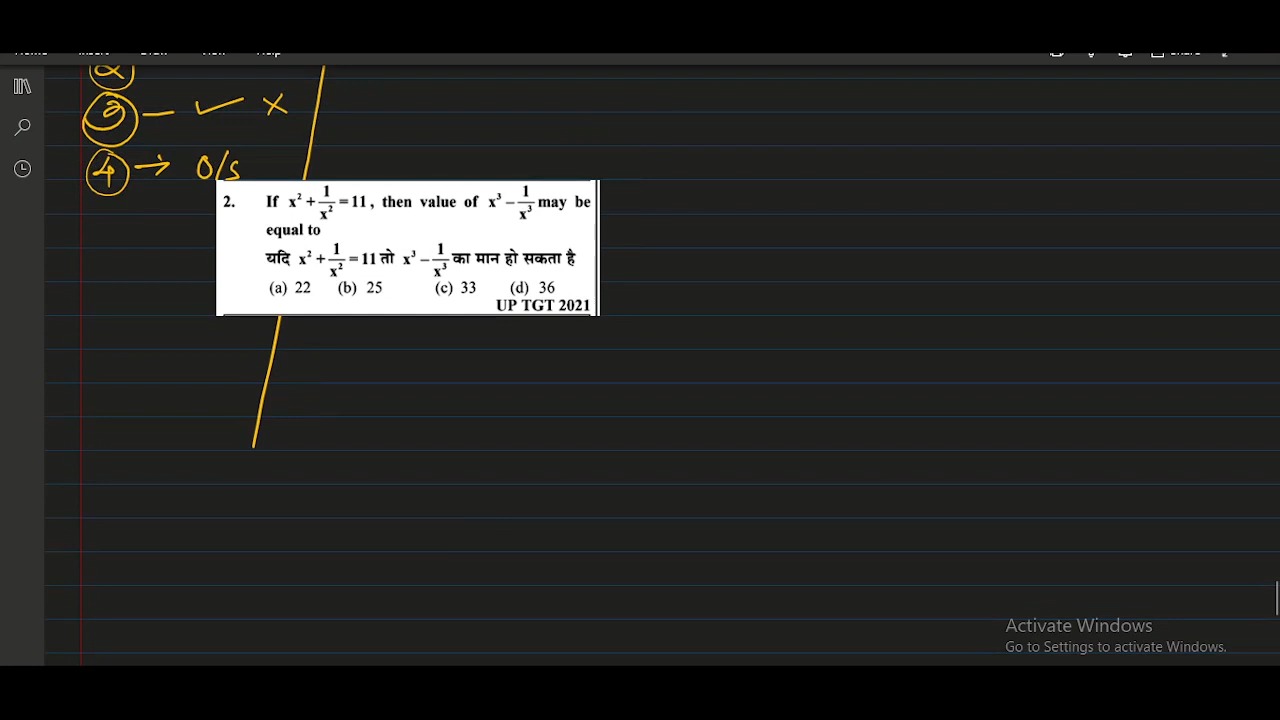 2
3 – ✓ ×
4 → 0/s
2. If x² + 1/x² = 11, then value of x³ – 1/x³ may be
equal to
यदि x² + 1/x² = 11 तो x³ – 1/x³ का मान हो सकता है
(a) 22 (b) 25 (c) 33 (d) 36
UP TGT 2021
Activate Windows
Go to Settings to activate Windows.